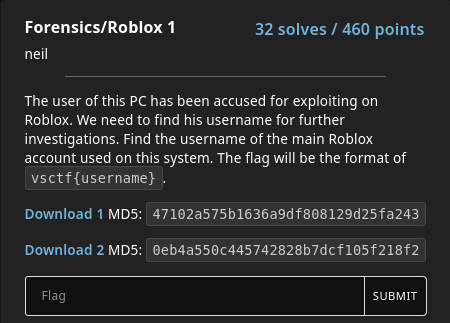 Forensics/Roblox 1
32 solves / 460 points
neil
The user of this PC has been accused for exploiting on
Roblox. We need to find his username for further
investigations. Find the username of the main Roblox
account used on this system. The flag will be the format of
vsctf{username}.
Download 1 MD5: 47102a575b1636a9df808129d25fa243
Download 2 MD5: 0eb4a550c445742828b7dcf105f218f2
Flag
SUBMIT